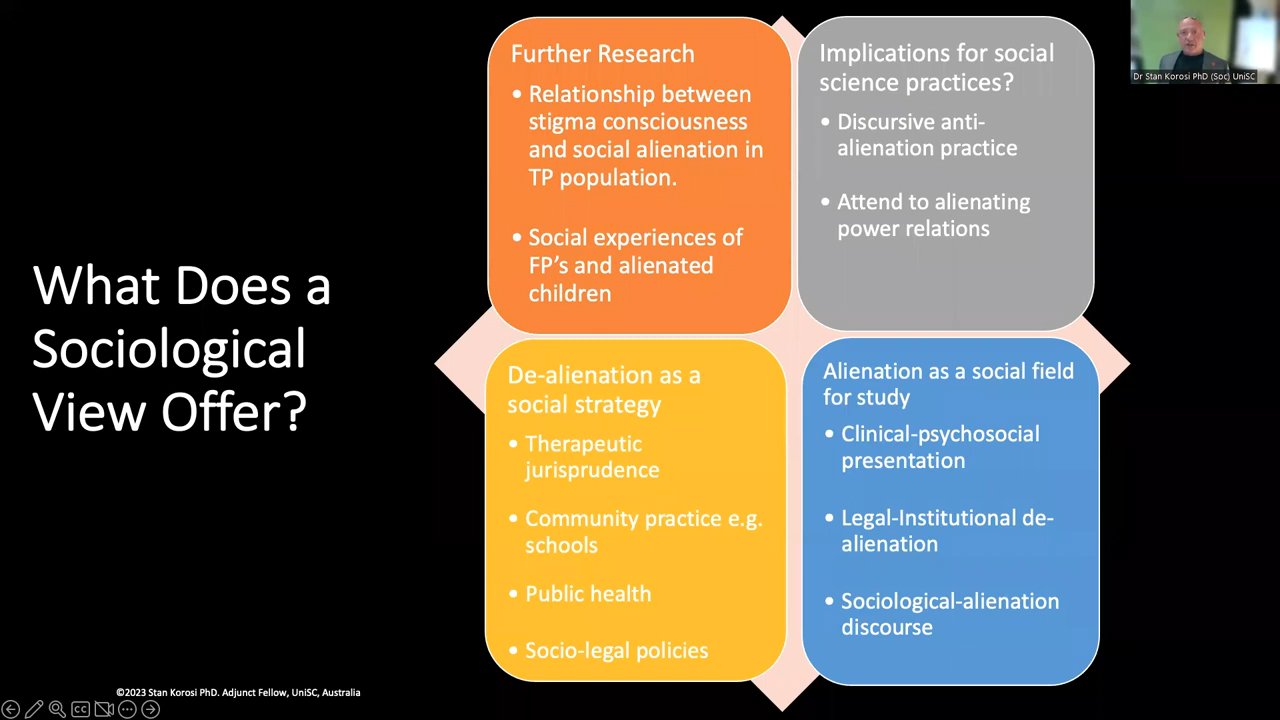 What Does a
Sociological
View Offer?
Further Research
• Relationship between
stigma consciousness
and social alienation in
TP population.
• Social experiences of
FP's and alienated
children
Implications for social
science practices?
• Discursive anti-
alienation practice
• Attend to alienating
power relations
De-alienation as a
social strategy
• Therapeutic
jurisprudence
• Community practice e.g.
schools
• Public health
• Socio-legal policies
Alienation as a social field
for study
• Clinical-psychosocial
presentation
• Legal-Institutional de-
alienation
• Sociological-alienation
discourse
Dr Stan Korosi PhD (Soc) UniSC
©2023 Stan Korosi PhD. Adjunct Fellow, UniSC, Australia
CC